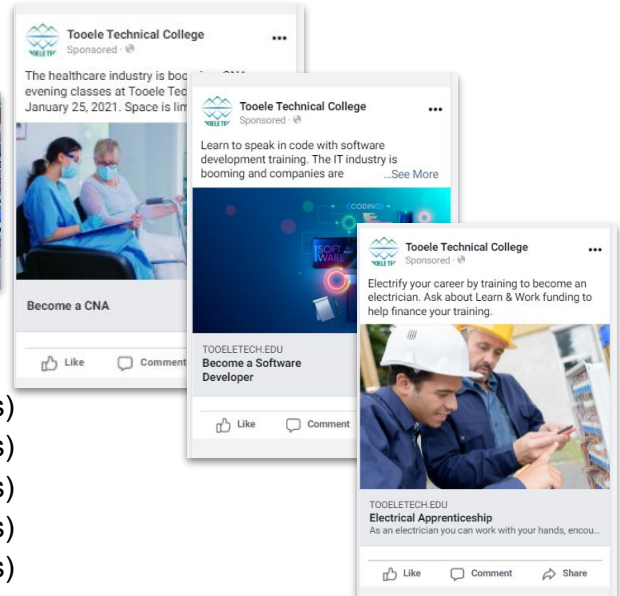 Tooele Technical College
Sponsored ·
The healthcare industry is
evening classes at Tooele
January 25, 2021. Space is
Become a CNA
Like
Comment
Tooele Technical College
Sponsored ·
Learn to speak in code with software
development training. The IT industry is
booming and companies are ...See More
CODING
SOFT
WARE
TOOELETECH.EDU
Become a Software
Developer
Like
Comment
Tooele Technical College
Sponsored ·
Electrify your career by training to become an
electrician. Ask about Learn & Work funding to
help finance your training.
TOOELETECH.EDU
Electrical Apprenticeship
As an electrician you can work with your hands, encou...
Like
Comment
Share
s)
s)
s)
s)
s)